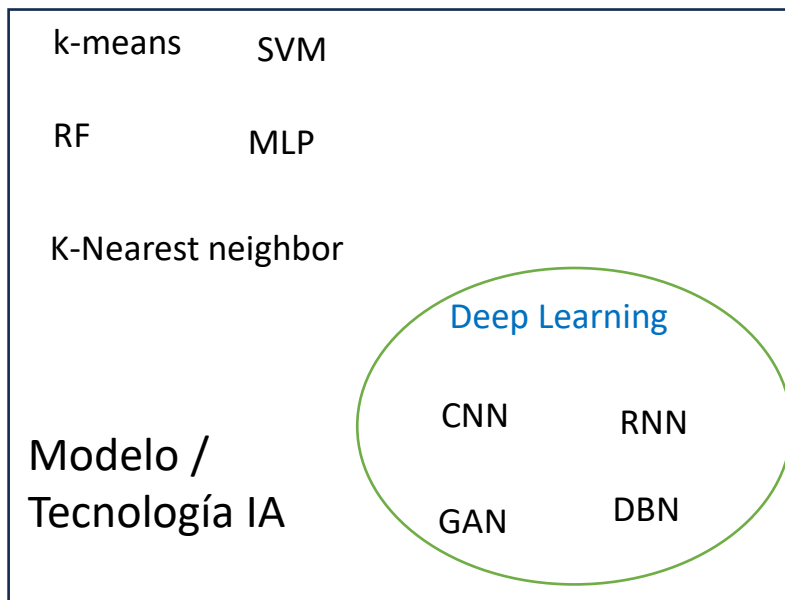 k-means
SVM
RF
MLP
K-Nearest neighbor
Deep Learning
CNN
RNN
Modelo /
Tecnología IA
GAN
DBN